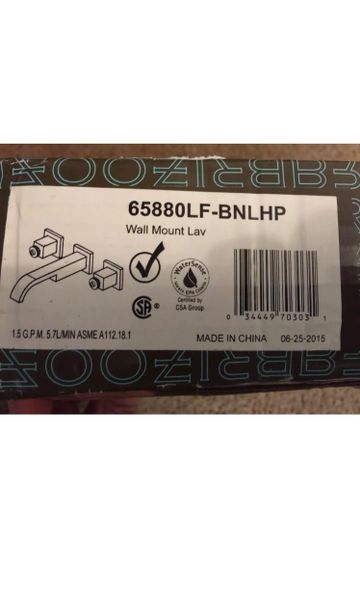 65880LF-BNLHP
Wall Mount Lav
WaterSense
Certified by
CSA Group
1.5 G.P.M. 5.7L/MIN ASME A112.18.1
0 34449 70303 1
MADE IN CHINA 06-25-2015